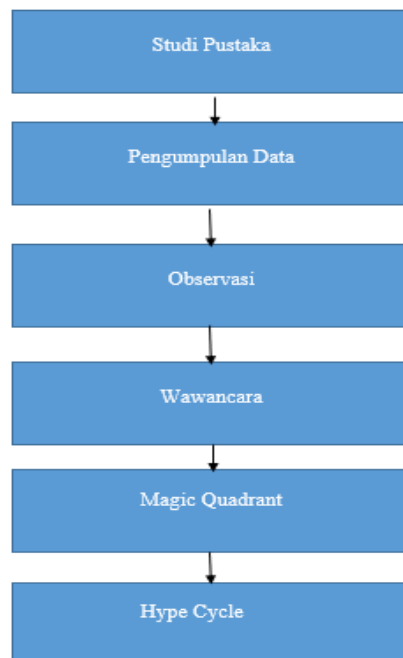 Studi Pustaka
Pengumpulan Data
Observasi
Wawancara
Magic Quadrant
Hype Cycle